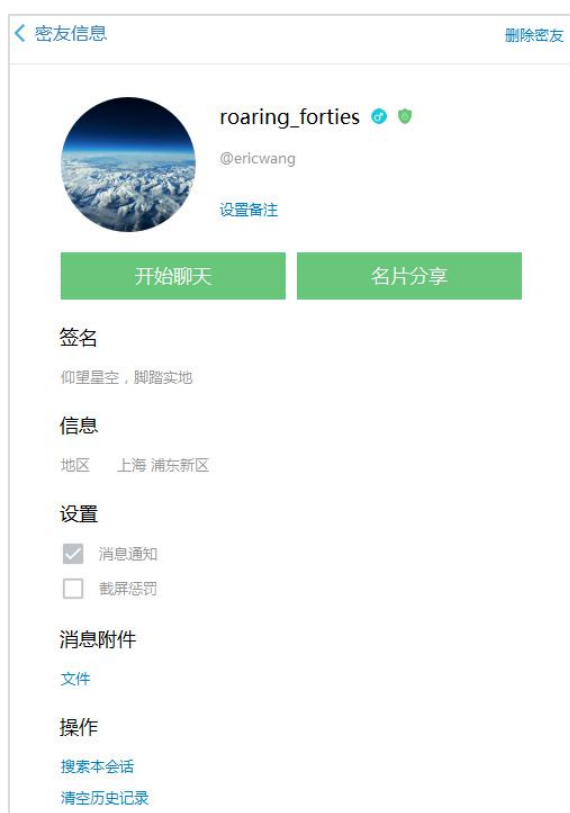 密友信息
删除密友
roaring_forties
@ericwang
设置备注
开始聊天
名片分享
签名
仰望星空，脚踏实地
信息
地区 上海 浦东新区
设置
消息通知
截屏惩罚
消息附件
文件
操作
搜索本会话
清空历史记录